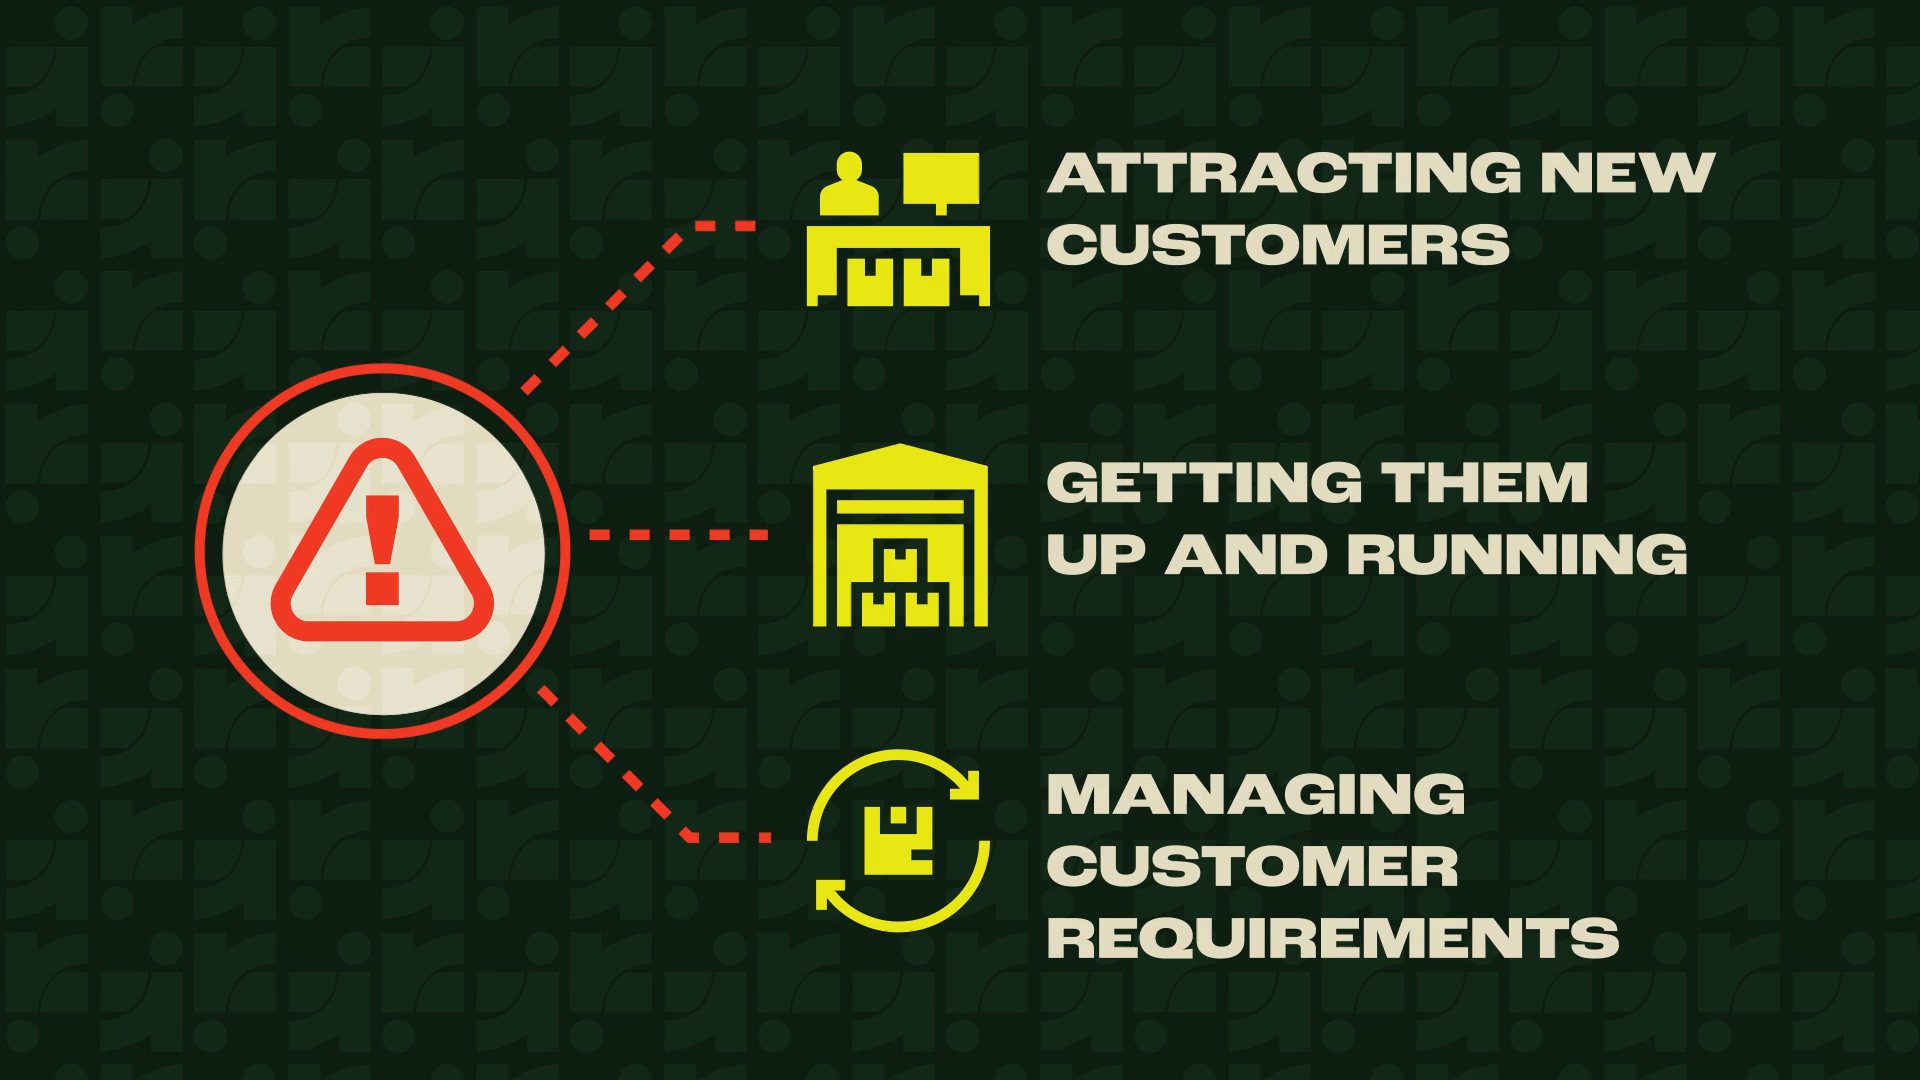 ATTRACTING NEW
CUSTOMERS
GETTING THEM
UP AND RUNNING
MANAGING
CUSTOMER
REQUIREMENTS